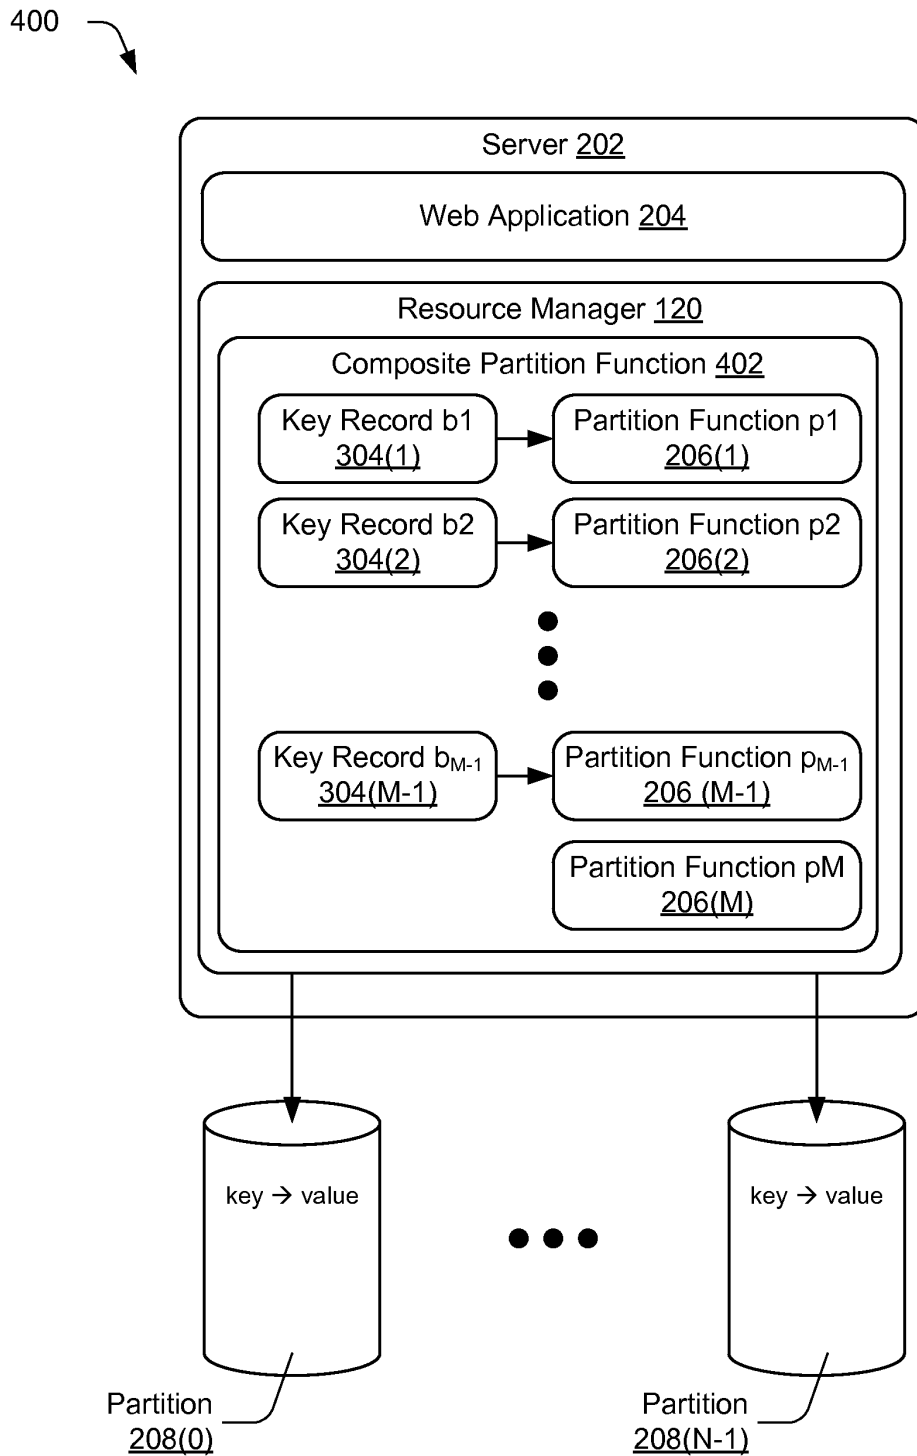 400
Server 202
Web Application 204
Resource Manager 120
Composite Partition Function 402
Key Record b1
304(1)
Partition Function p1
206(1)
Key Record b2
304(2)
Partition Function p2
206(2)
Key Record bM-1
304(M-1)
Partition Function pM-1
206 (M-1)
Partition Function pM
206(M)
key → value
key → value
Partition
208(0)
Partition
208(N-1)